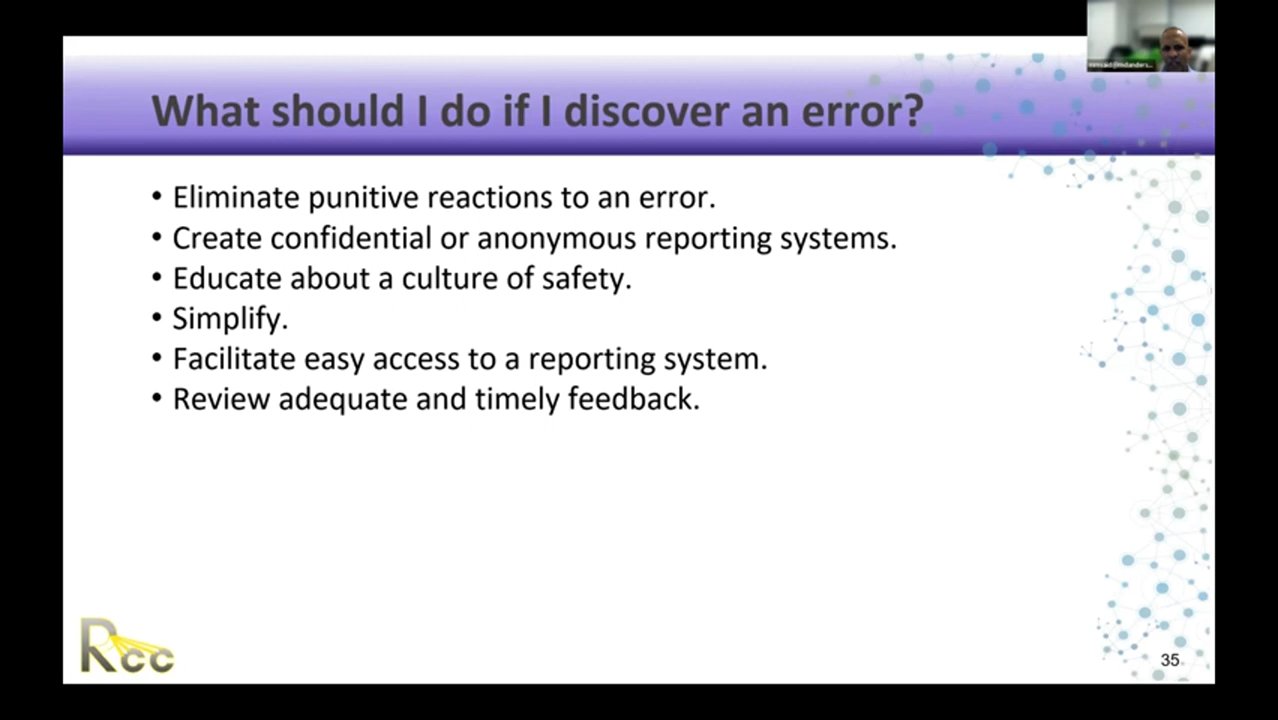 What should I do if I discover an error?
• Eliminate punitive reactions to an error.
• Create confidential or anonymous reporting systems.
• Educate about a culture of safety.
• Simplify.
• Facilitate easy access to a reporting system.
• Review adequate and timely feedback.
Rcc
35